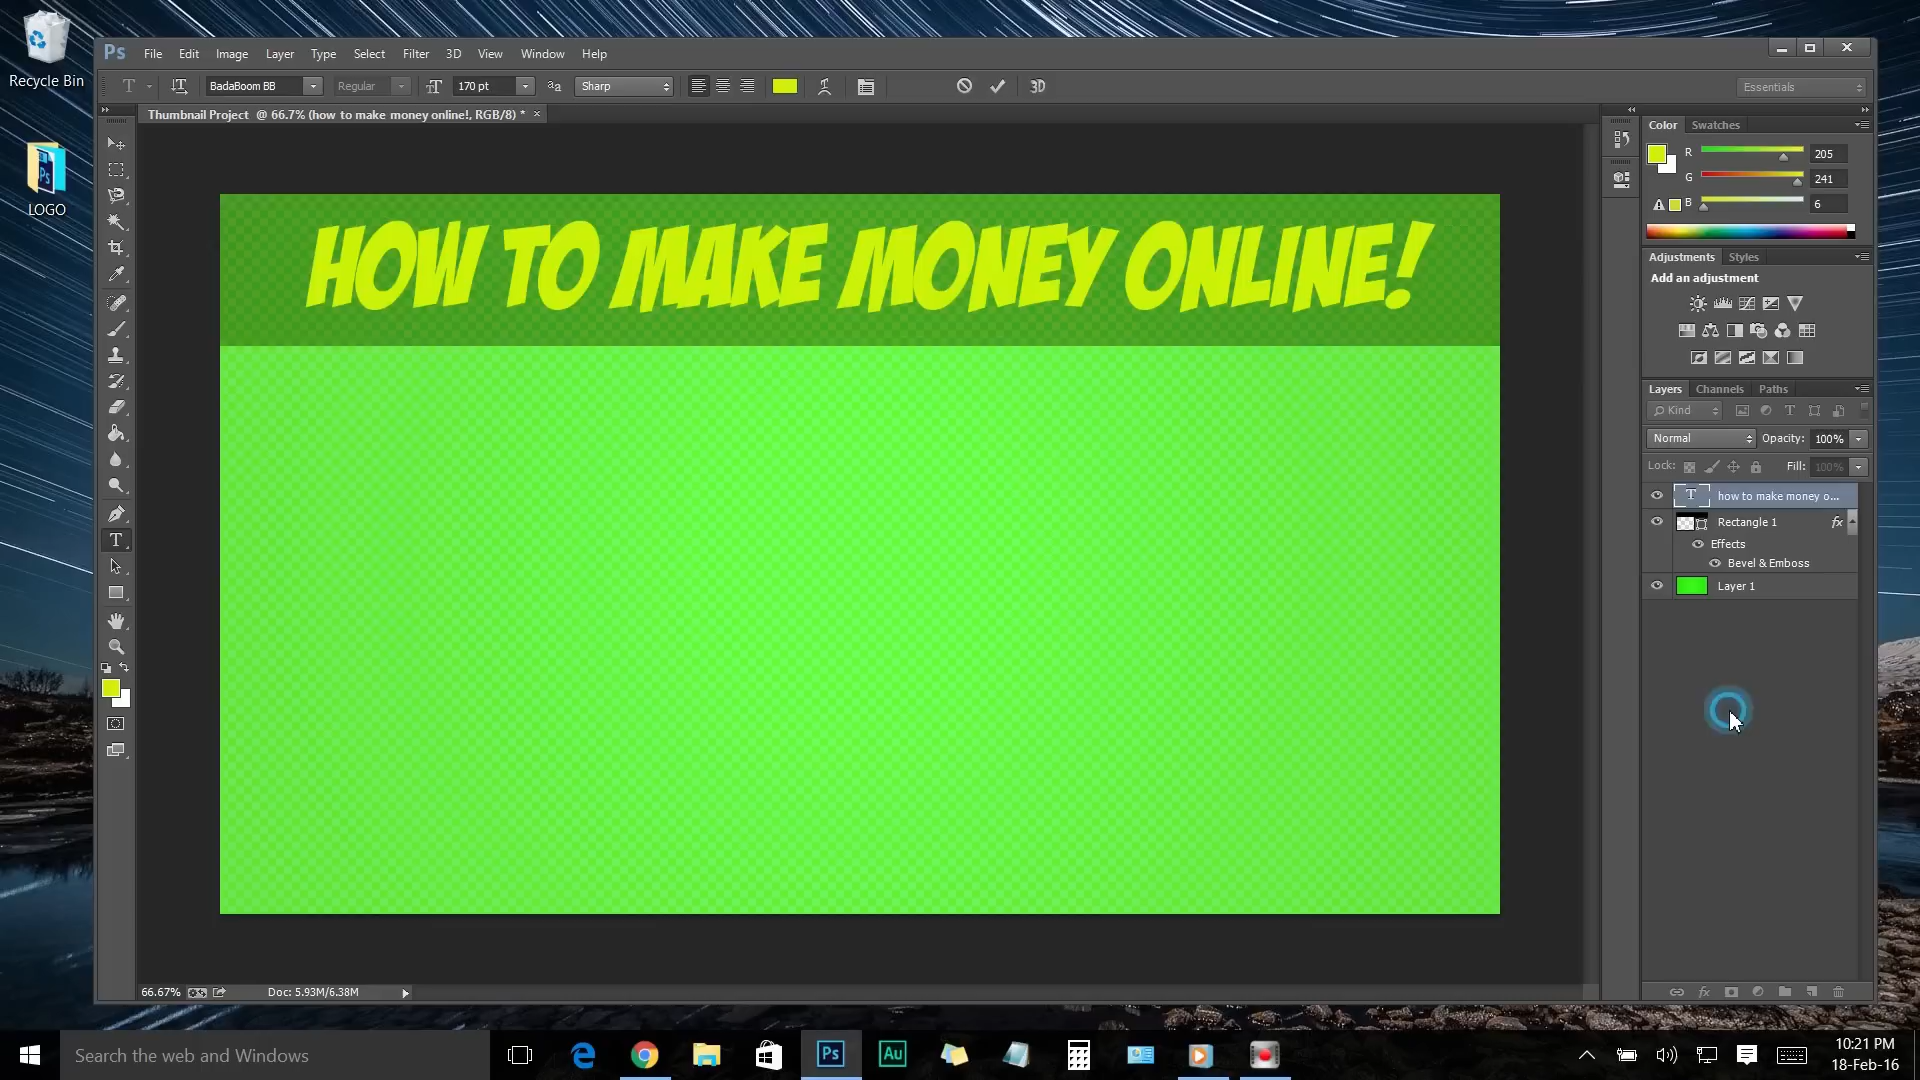 Recycle Bin
LOGO
Ps
File Edit Image Layer Type Select Filter 3D View Window Help
T BadaBoom BB Regular 170 pt aa Sharp 3D Essentials
Thumbnail Project @ 66.7% (how to make money online!, RGB/8) * ×
HOW TO MAKE MONEY ONLINE!
66.67% Doc: 5.93M/6.38M
Color Swatches
R 205
G 241
B 6
Adjustments Styles
Add an adjustment
Layers Channels Paths
Kind
Normal Opacity: 100%
Lock: Fill: 100%
T how to make money o...
Rectangle 1 fx
Effects
Bevel & Emboss
Layer 1
fx
Search the web and Windows
Ps
Au
10:21 PM
18-Feb-16